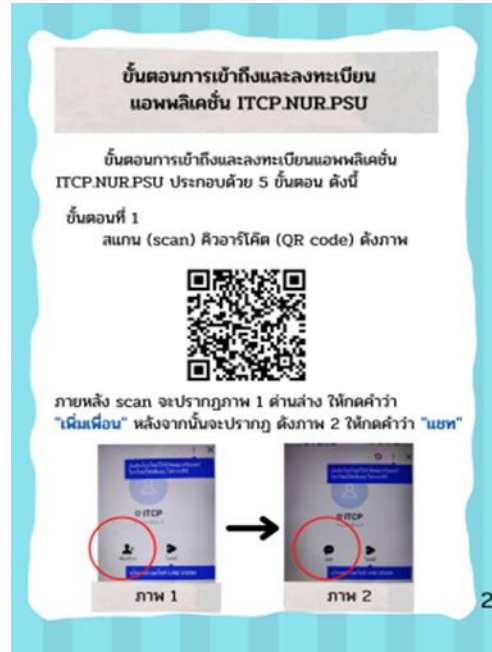 ขั้นตอนการเข้าถึงและลงทะเบียน
แอพพลิเคชั่น ITCP.NUR.PSU
ขั้นตอนการเข้าถึงและลงทะเบียนแอพพลิเคชั่น
ITCP.NUR.PSU ประกอบด้วย 5 ขั้นตอน ดังนี้
ขั้นตอนที่ 1
สแกน (scan) คิวอาร์โค๊ด (QR code) ดังภาพ
ภายหลัง scan จะปรากฏภาพ 1 ด้านล่าง ให้กดคำว่า
"เพิ่มเพื่อน" หลังจากนั้นจะปรากฏ ดังภาพ 2 ให้กดคำว่า "แชท"
ITCP
ITCP
ภาพ 1
ภาพ 2
2